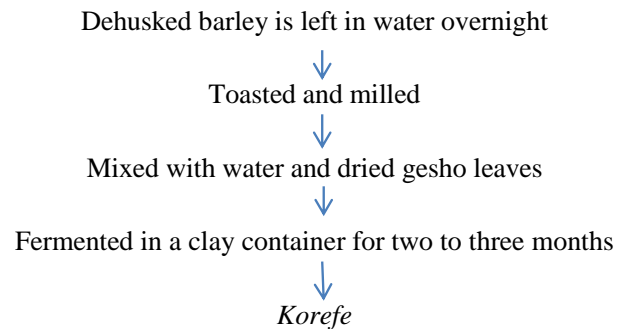 Dehusked barley is left in water overnight
Toasted and milled
Mixed with water and dried gesho leaves
Fermented in a clay container for two to three months
Korefe